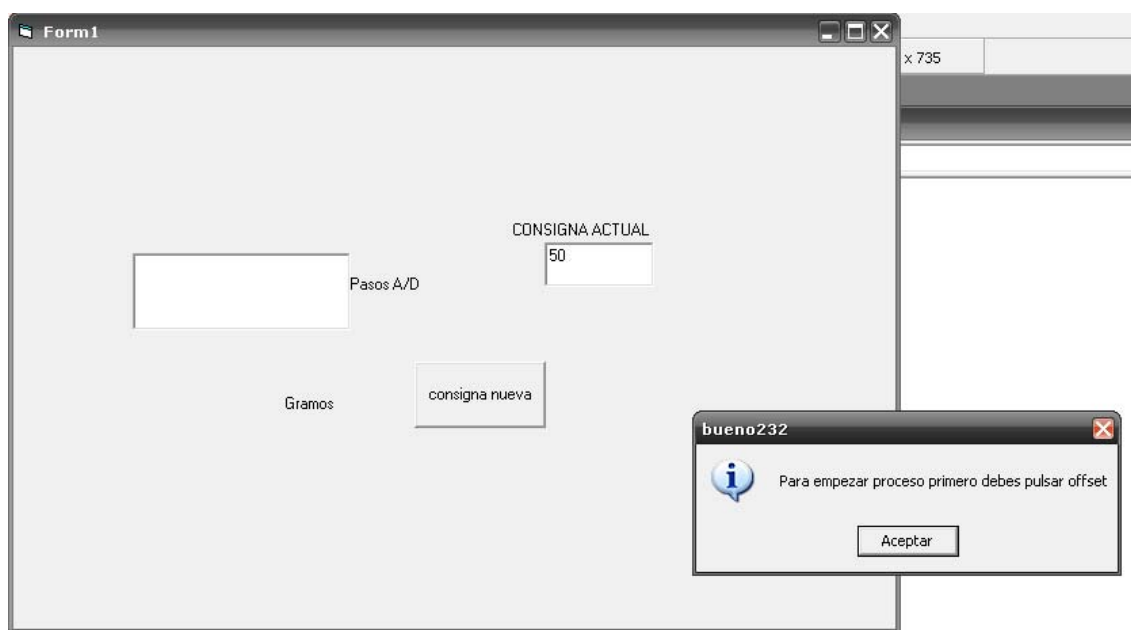 Form1
x 735
CONSIGNA ACTUAL
50
Pasos A/D
Gramos
consigna nueva
bueno232
Para empezar proceso primero debes pulsar offset
Aceptar